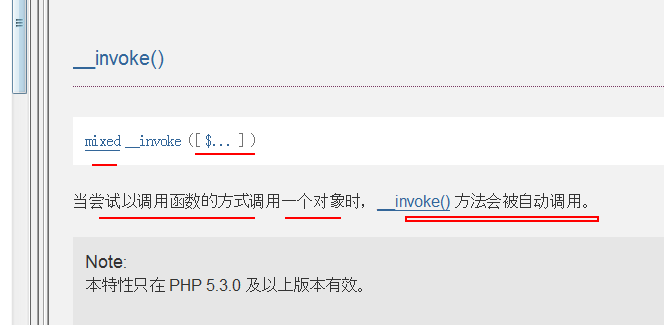 __invoke()
mixed __invoke ([ $... ] )
当尝试以调用函数的方式调用一个对象时，__invoke() 方法会被自动调用。
Note:
本特性只在 PHP 5.3.0 及以上版本有效。